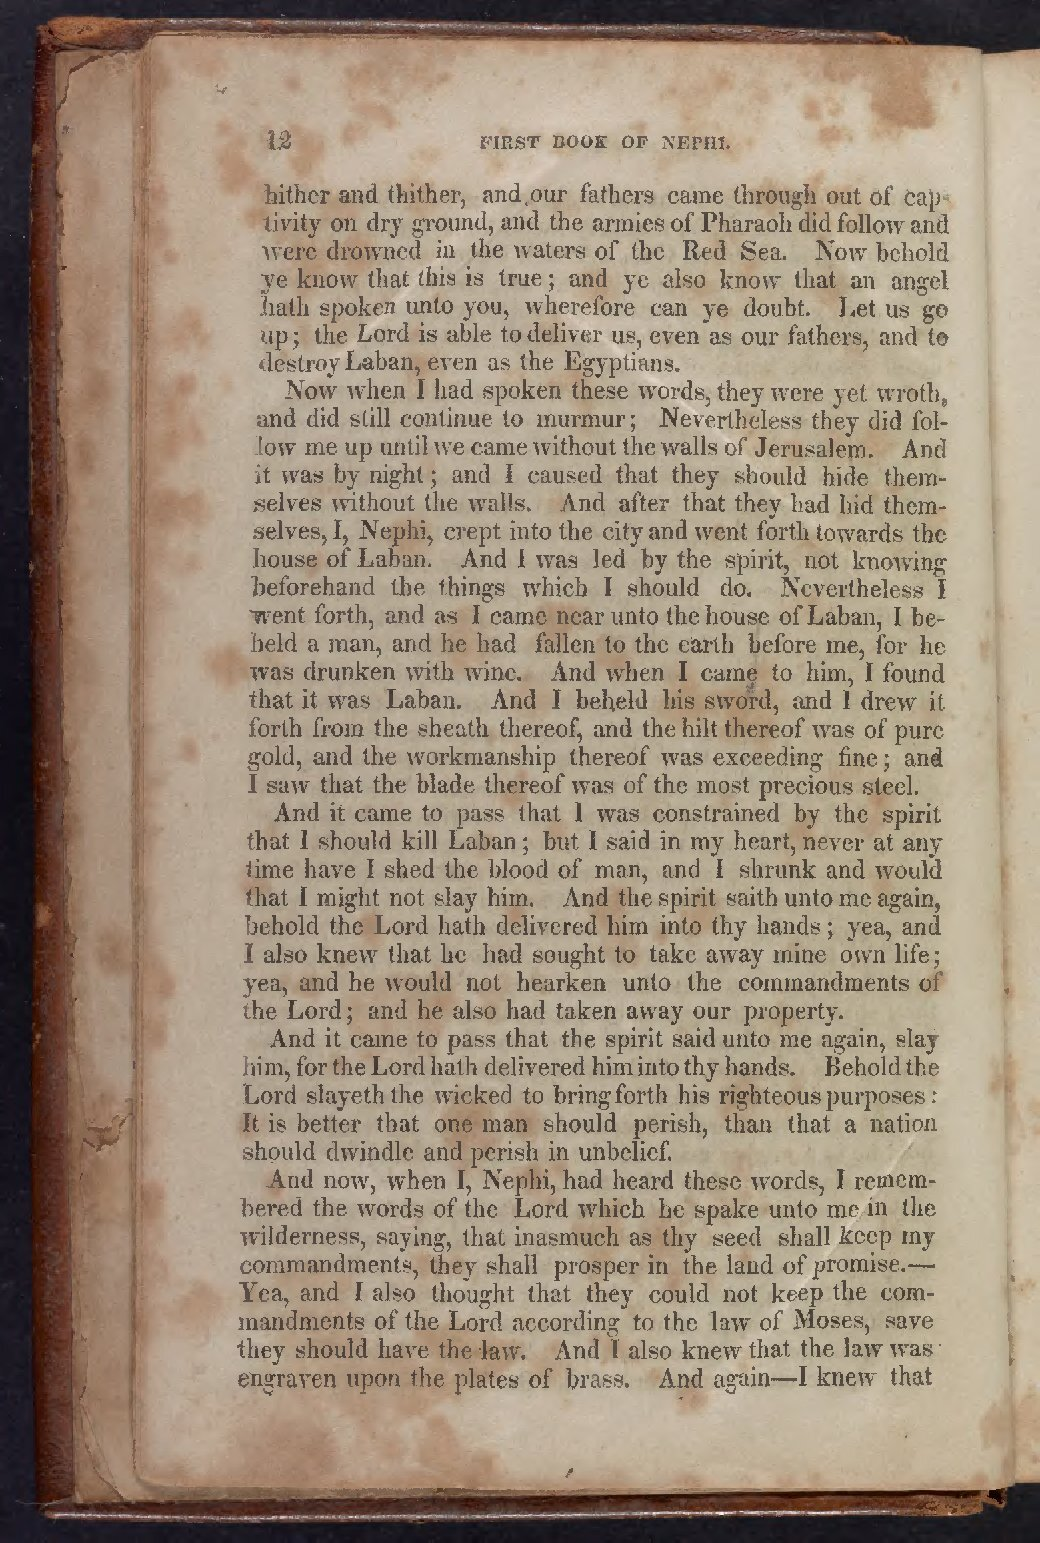 12 FIRST BOOK OF NEPHI.
hither and thither, and our fathers came through out of cap-
tivity on dry ground, and the armies of Pharaoh did follow and
were drowned in the waters of the Red Sea. Now behold
ye know that this is true; and ye also know that an angel
hath spoken unto you, wherefore can ye doubt. Let us go
up; the Lord is able to deliver us, even as our fathers, and to
destroy Laban, even as the Egyptians.
Now when I had spoken these words, they were yet wroth,
and did still continue to murmur; Nevertheless they did fol-
low me up until we came without the walls of Jerusalem. And
it was by night; and I caused that they should hide them-
selves without the walls. And after that they had hid them-
selves, I, Nephi, crept into the city and went forth towards the
house of Laban. And I was led by the spirit, not knowing
beforehand the things which I should do. Nevertheless I
went forth, and as I came near unto the house of Laban, I be-
held a man, and he had fallen to the earth before me, for he
was drunken with wine. And when I came to him, I found
that it was Laban. And I beheld his sword, and I drew it
forth from the sheath thereof, and the hilt thereof was of pure
gold, and the workmanship thereof was exceeding fine; and
I saw that the blade thereof was of the most precious steel.
And it came to pass that I was constrained by the spirit
that I should kill Laban; but I said in my heart, never at any
time have I shed the blood of man, and I shrunk and would
that I might not slay him. And the spirit saith unto me again,
behold the Lord hath delivered him into thy hands; yea, and
I also knew that he had sought to take away mine own life;
yea, and he would not hearken unto the commandments of
the Lord; and he also had taken away our property.
And it came to pass that the spirit said unto me again, slay
him, for the Lord hath delivered him into thy hands. Behold the
Lord slayeth the wicked to bring forth his righteous purposes:
It is better that one man should perish, than that a nation
should dwindle and perish in unbelief.
And now, when I, Nephi, had heard these words, I remem-
bered the words of the Lord which he spake unto me in the
wilderness, saying, that inasmuch as thy seed shall keep my
commandments, they shall prosper in the land of promise.—
Yea, and I also thought that they could not keep the com-
mandments of the Lord according to the law of Moses, save
they should have the law. And I also knew that the law was
engraven upon the plates of brass. And again—I knew that